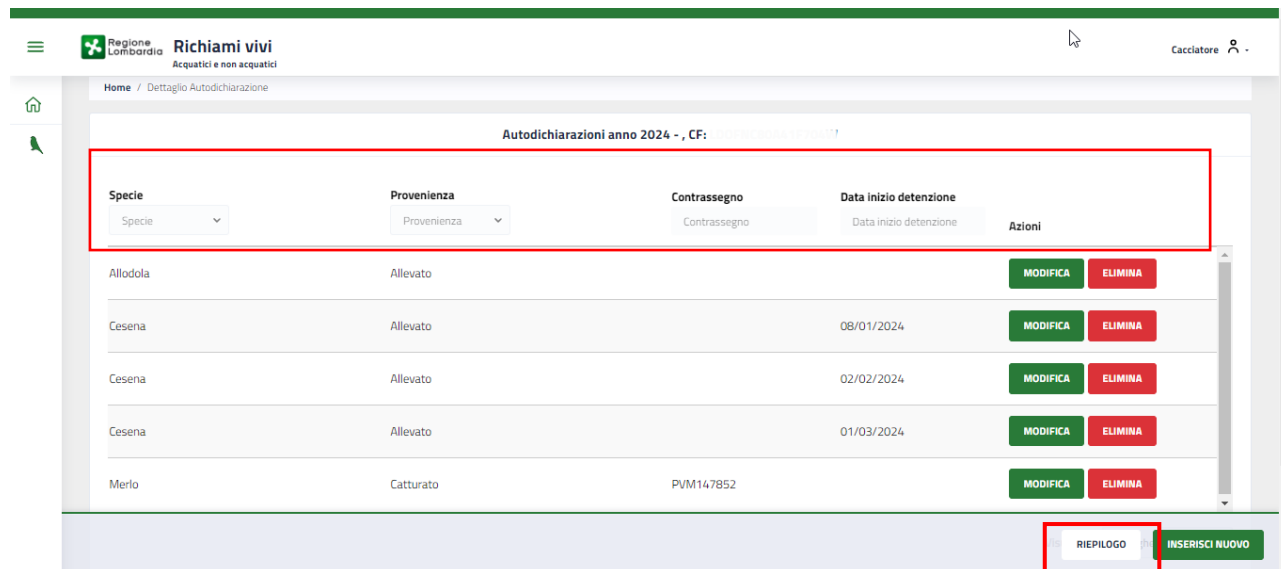 Regione
Lombardia
Richiami vivi
Acquatici e non acquatici
Cacciatore
Home / Dettaglio Autodichiarazione
Autodichiarazioni anno 2024 - , CF:
Specie Provenienza Contrassegno Data inizio detenzione
Specie Provenienza Contrassegno Data inizio detenzione Azioni
Allodola Allevato MODIFICA ELIMINA
Cesena Allevato 08/01/2024 MODIFICA ELIMINA
Cesena Allevato 02/02/2024 MODIFICA ELIMINA
Cesena Allevato 01/03/2024 MODIFICA ELIMINA
Merlo Catturato PVM147852 MODIFICA ELIMINA
RIEPILOGO INSERISCI NUOVO